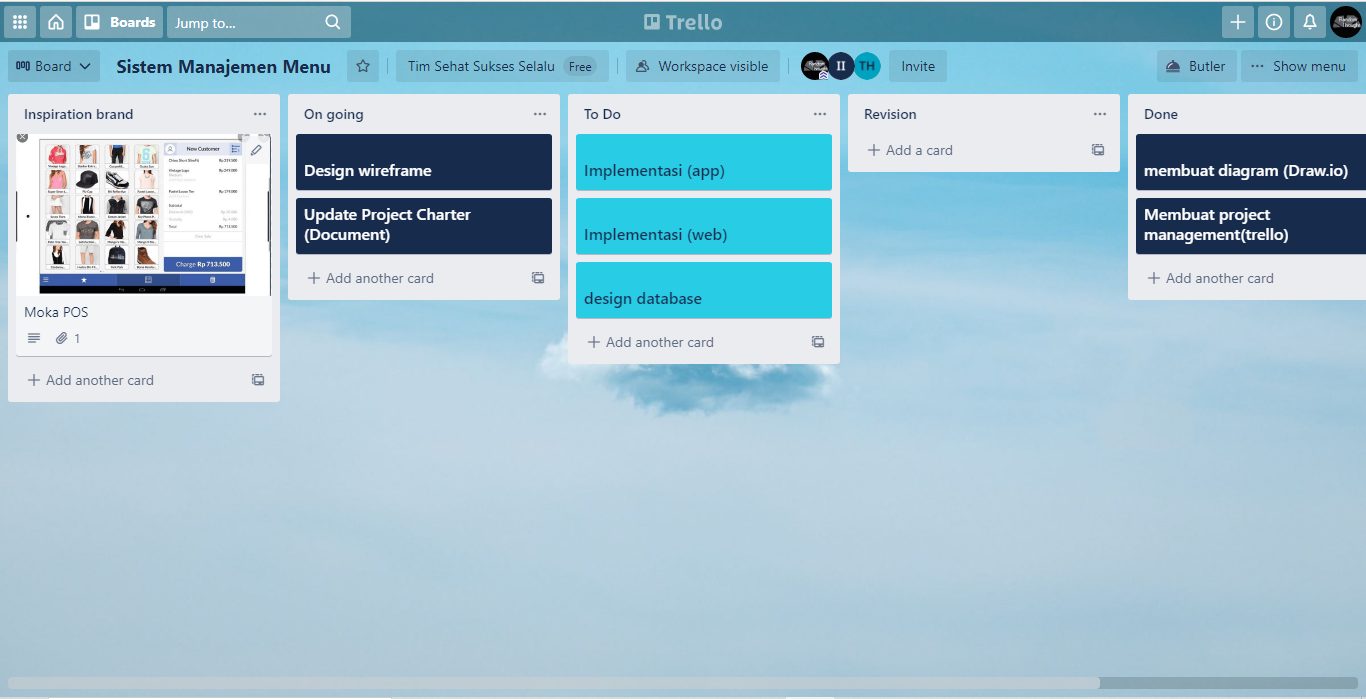 Boards
Jump to...
Trello
Board
Sistem Manajemen Menu
Tim Sehat Sukses Selalu Free
Workspace visible
II
TH
Invite
Butler
Show menu
Inspiration brand
New Customer
Charge Rp 713.500
Moka POS
1
+ Add another card
On going
Design wireframe
Update Project Charter
(Document)
+ Add another card
To Do
Implementasi (app)
Implementasi (web)
design database
+ Add another card
Revision
+ Add a card
Done
membuat diagram (Draw.io)
Membuat project
management(trello)
+ Add another card